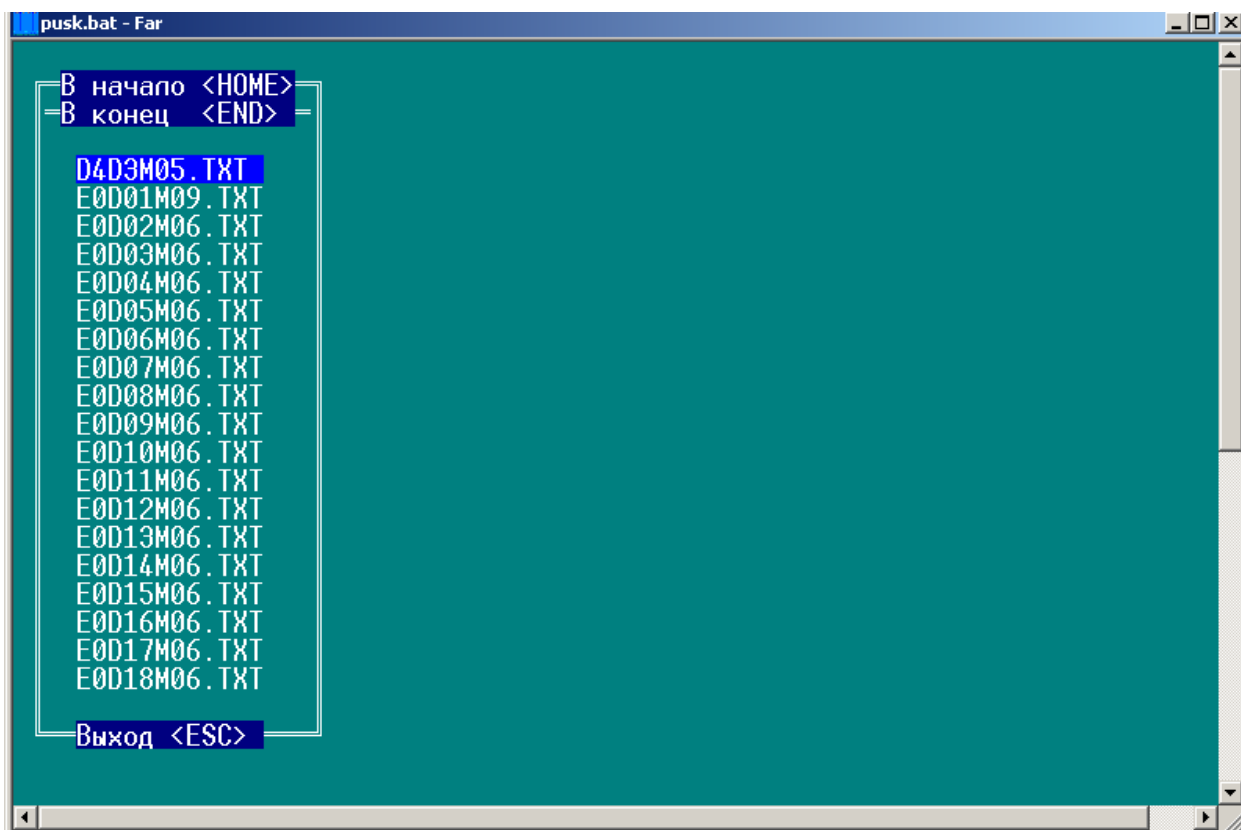 pusk.bat - Far
В начало <HOME>
В конец <END>
D4D3M05.TXT
E0D01M09.TXT
E0D02M06.TXT
E0D03M06.TXT
E0D04M06.TXT
E0D05M06.TXT
E0D06M06.TXT
E0D07M06.TXT
E0D08M06.TXT
E0D09M06.TXT
E0D10M06.TXT
E0D11M06.TXT
E0D12M06.TXT
E0D13M06.TXT
E0D14M06.TXT
E0D15M06.TXT
E0D16M06.TXT
E0D17M06.TXT
E0D18M06.TXT
Выход <ESC>